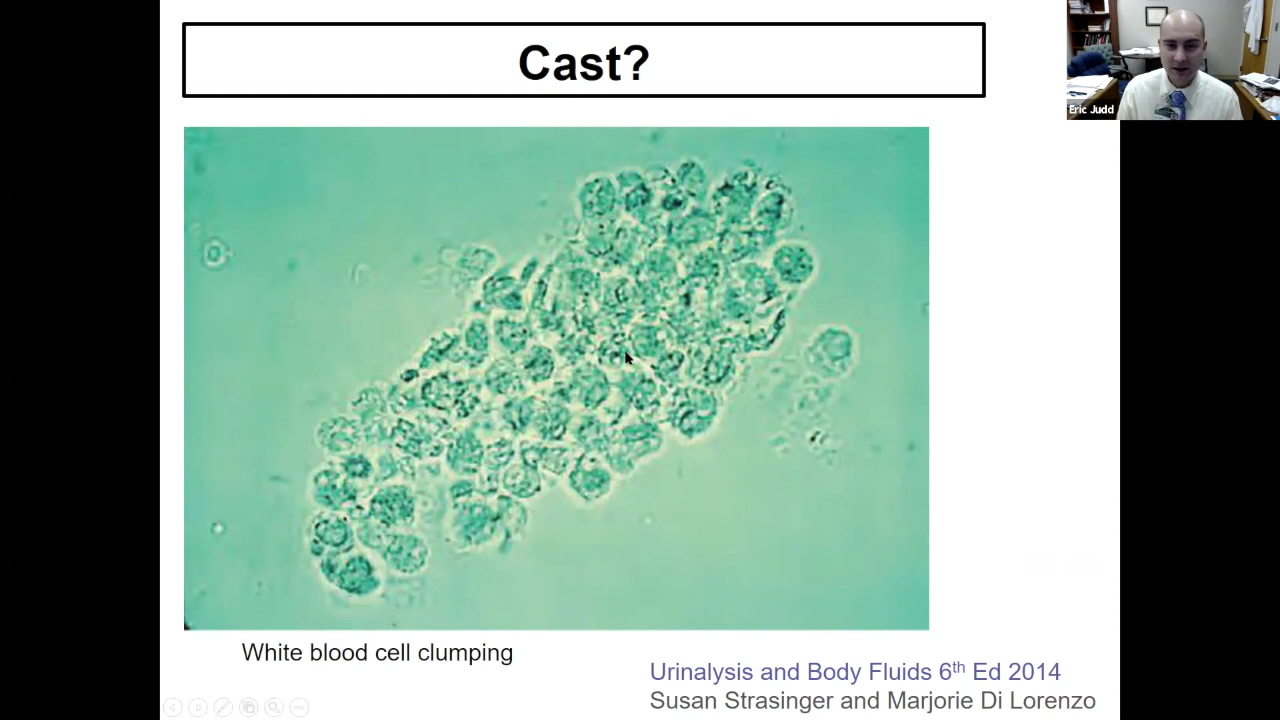 Cast?
Eric Judd
White blood cell clumping
Urinalysis and Body Fluids 6th Ed 2014
Susan Strasinger and Marjorie Di Lorenzo